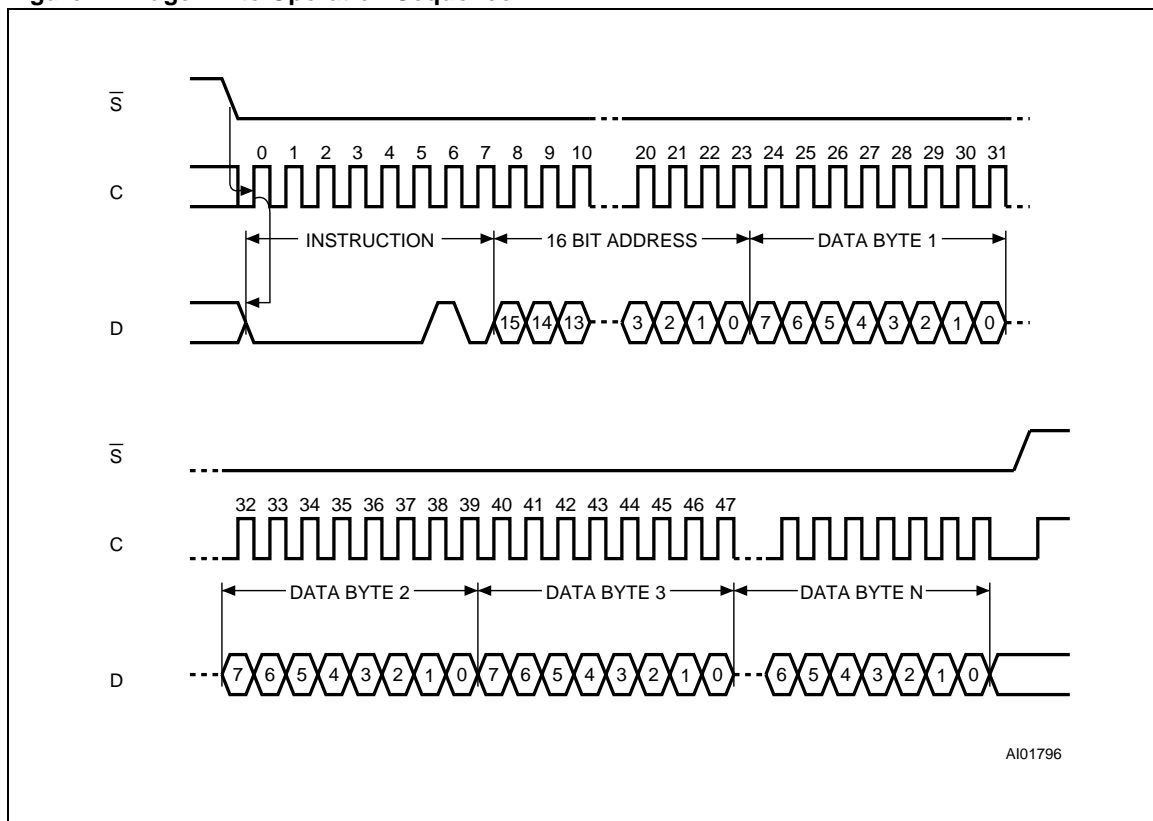 S
0 1 2 3 4 5 6 7 8 9 10 20 21 22 23 24 25 26 27 28 29 30 31
C
INSTRUCTION 16 BIT ADDRESS DATA BYTE 1
D 15 14 13 3 2 1 0 7 6 5 4 3 2 1 0
S
32 33 34 35 36 37 38 39 40 41 42 43 44 45 46 47
C
DATA BYTE 2 DATA BYTE 3 DATA BYTE N
D 7 6 5 4 3 2 1 0 7 6 5 4 3 2 1 0 6 5 4 3 2 1 0
AI01796